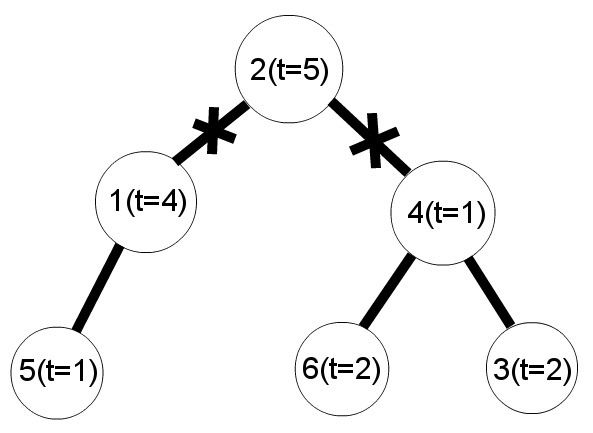 2(t=5)
1(t=4)
4(t=1)
5(t=1)
6(t=2)
3(t=2)